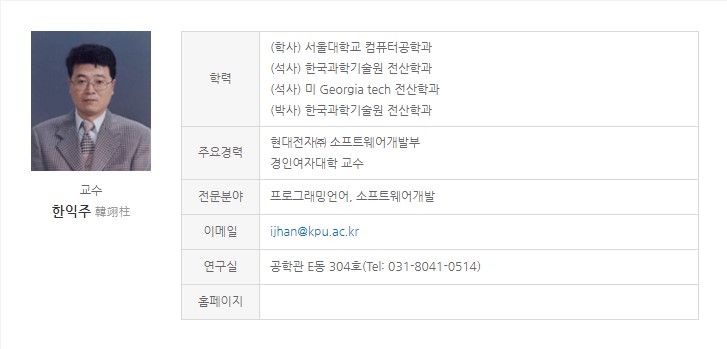 교수
한익주 韓翊柱
학력
(학사) 서울대학교 컴퓨터공학과
(석사) 한국과학기술원 전산학과
(석사) 미 Georgia tech 전산학과
(박사) 한국과학기술원 전산학과
주요경력
현대전자㈜ 소프트웨어개발부
경인여자대학 교수
전문분야
프로그래밍언어, 소프트웨어개발
이메일
ijhan@kpu.ac.kr
연구실
공학관 E동 304호(Tel: 031-8041-0514)
홈페이지